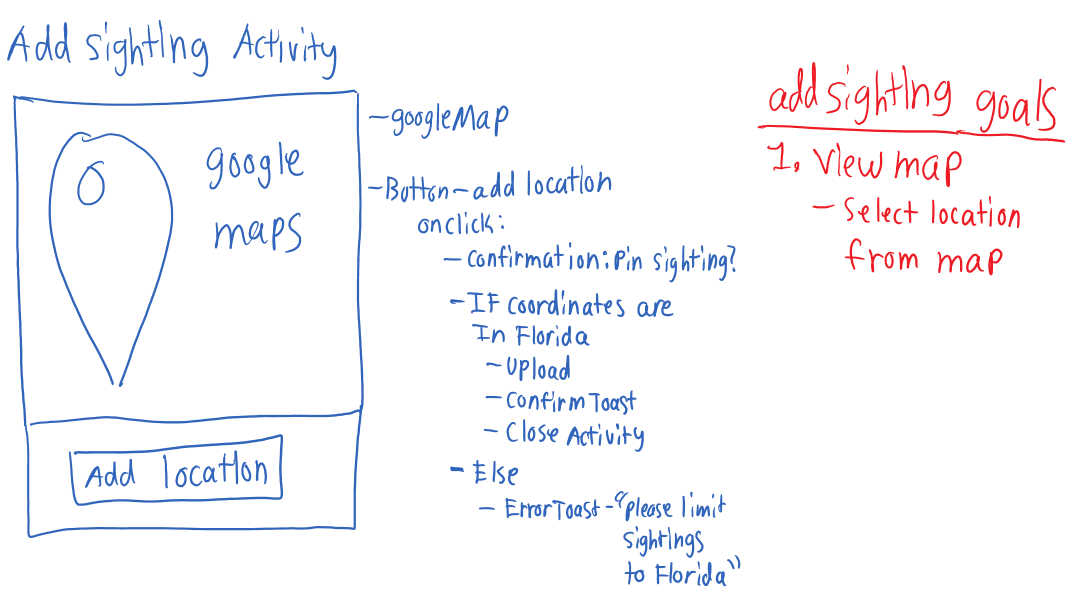 Add sighting Activity
google
maps
Add location
- googleMap
- Button - add location
onclick:
- Confirmation: Pin sighting?
- If coordinates are
In Florida
- Upload
- Confirm Toast
- Close Activity
- Else
- Error Toast - "please limit
sightings
to Florida"
add sighting goals
1. View map
- Select location
from map